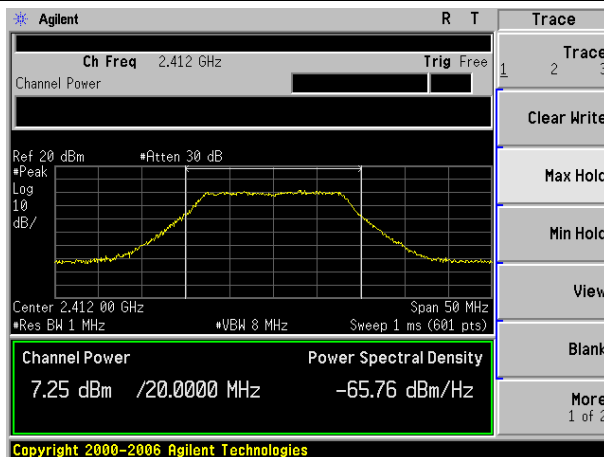 Agilent R T Trace
Ch Freq 2.412 GHz Trig Free
Channel Power
Trace
1 2 3
Clear Write
Max Hold
Min Hold
View
Blank
More
1 of 2
Ref 20 dBm #Atten 30 dB
#Peak
Log
10
dB/
Center 2.412 00 GHz Span 50 MHz
#Res BW 1 MHz #VBW 8 MHz Sweep 1 ms (601 pts)
Channel Power Power Spectral Density
7.25 dBm /20.0000 MHz -65.76 dBm/Hz
Copyright 2000-2006 Agilent Technologies